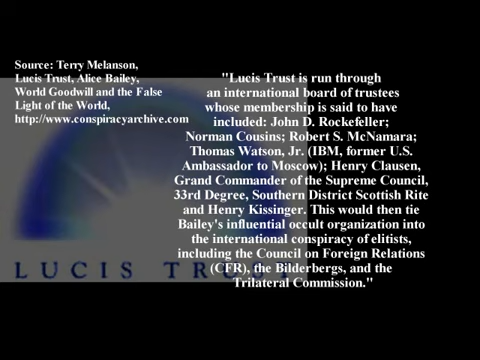 Source: Terry Melanson,
Lucis Trust, Alice Bailey,
World Goodwill and the False
Light of the World,
http://www.conspiracyarchive.com
"Lucis Trust is run through
an international board of trustees
whose membership is said to have
included: John D. Rockefeller;
Norman Cousins; Robert S. McNamara;
Thomas Watson, Jr. (IBM, former U.S.
Ambassador to Moscow); Henry Clausen,
Grand Commander of the Supreme Council,
33rd Degree, Southern District Scottish Rite
and Henry Kissinger. This would then tie
Bailey's influential occult organization into
the international conspiracy of elitists,
including the Council on Foreign Relations
(CFR), the Bilderbergs, and the
Trilateral Commission."
LUCIS TRUST